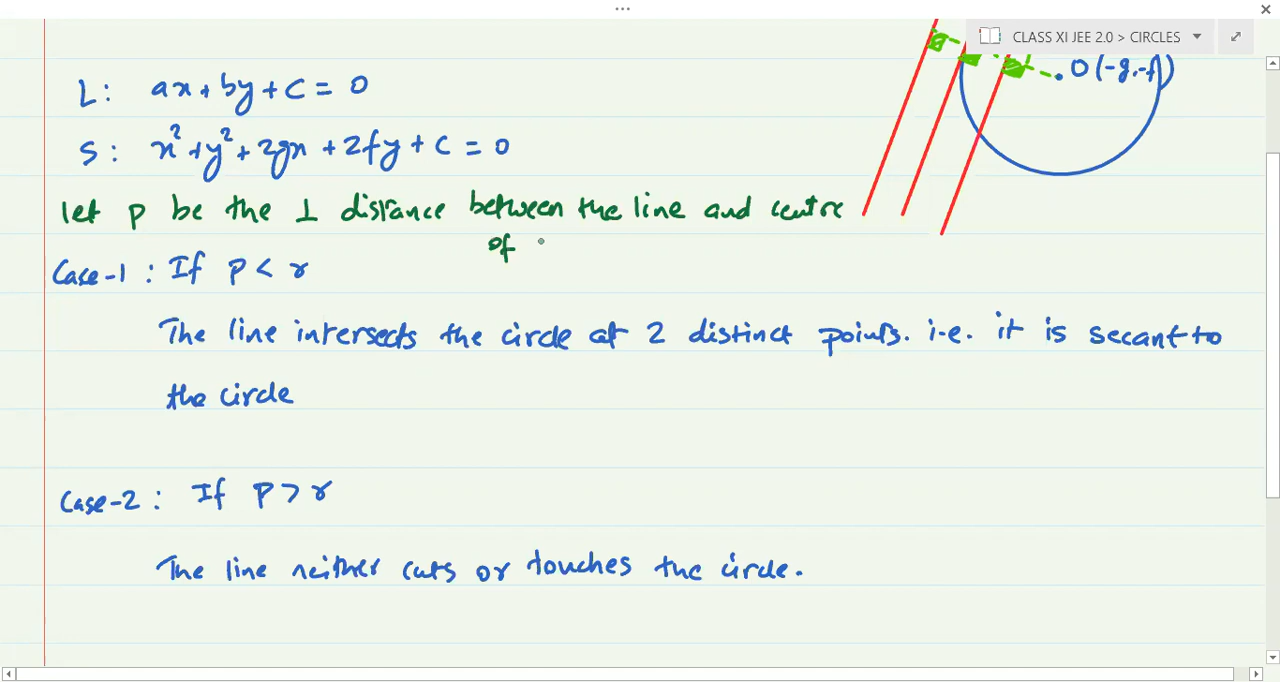 CLASS XI JEE 2.0 > CIRCLES
O (-g,-f)
L: ax + by + C = 0
S: x² + y² + 2gx + 2fy + C = 0
let p be the ⊥ distance between the line and centre
of
Case-1 : If p < r
The line intersects the circle at 2 distinct points. i.e. it is secant to
the circle
Case-2 : If p > r
The line neither cuts or touches the circle.